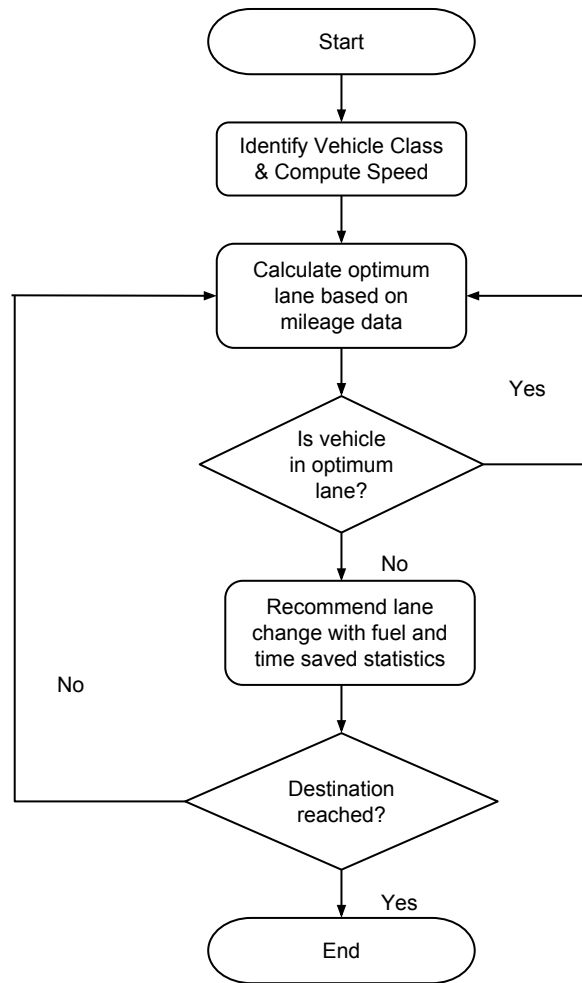 Start
Identify Vehicle Class
& Compute Speed
Calculate optimum
lane based on
mileage data
Yes
Is vehicle
in optimum
lane?
No
Recommend lane
change with fuel and
time saved statistics
No
Destination
reached?
Yes
End